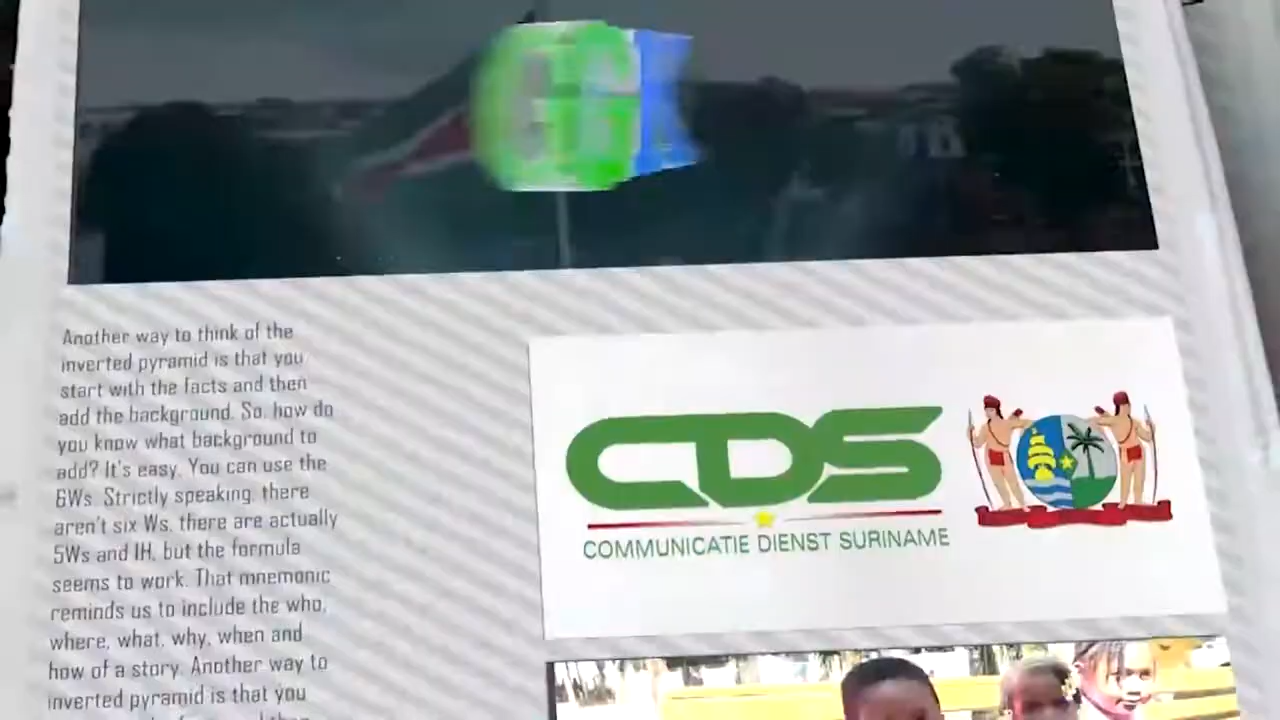 Another way to think of the
inverted pyramid is that you
start with the facts and then
add the background. So, how do
you know what background to
add? It's easy. You can use the
6Ws. Strictly speaking, there
aren't six Ws, there are actually
5Ws and IH, but the formula
seems to work. That mnemonic
reminds us to include the who,
where, what, why, when and
how of a story. Another way to
inverted pyramid is that you
CDS
COMMUNICATIE DIENST SURINAME